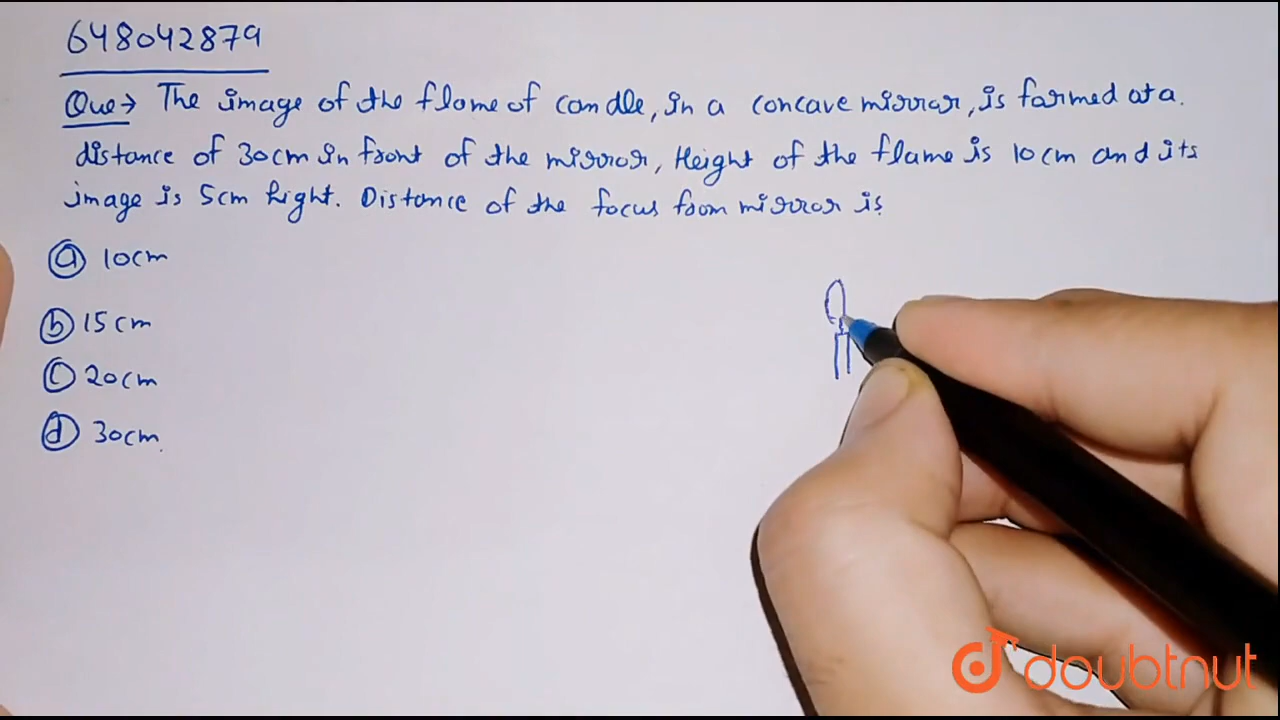 648042879
Que→ The image of the flame of candle, in a concave mirror, is formed at a.
distance of 30cm in front of the mirror, Height of the flame is 10cm and its
image is 5cm hight. Distance of the focus from mirror is
(a) 10cm
(b) 15cm
(c) 20cm
(d) 30cm.
doubtnut